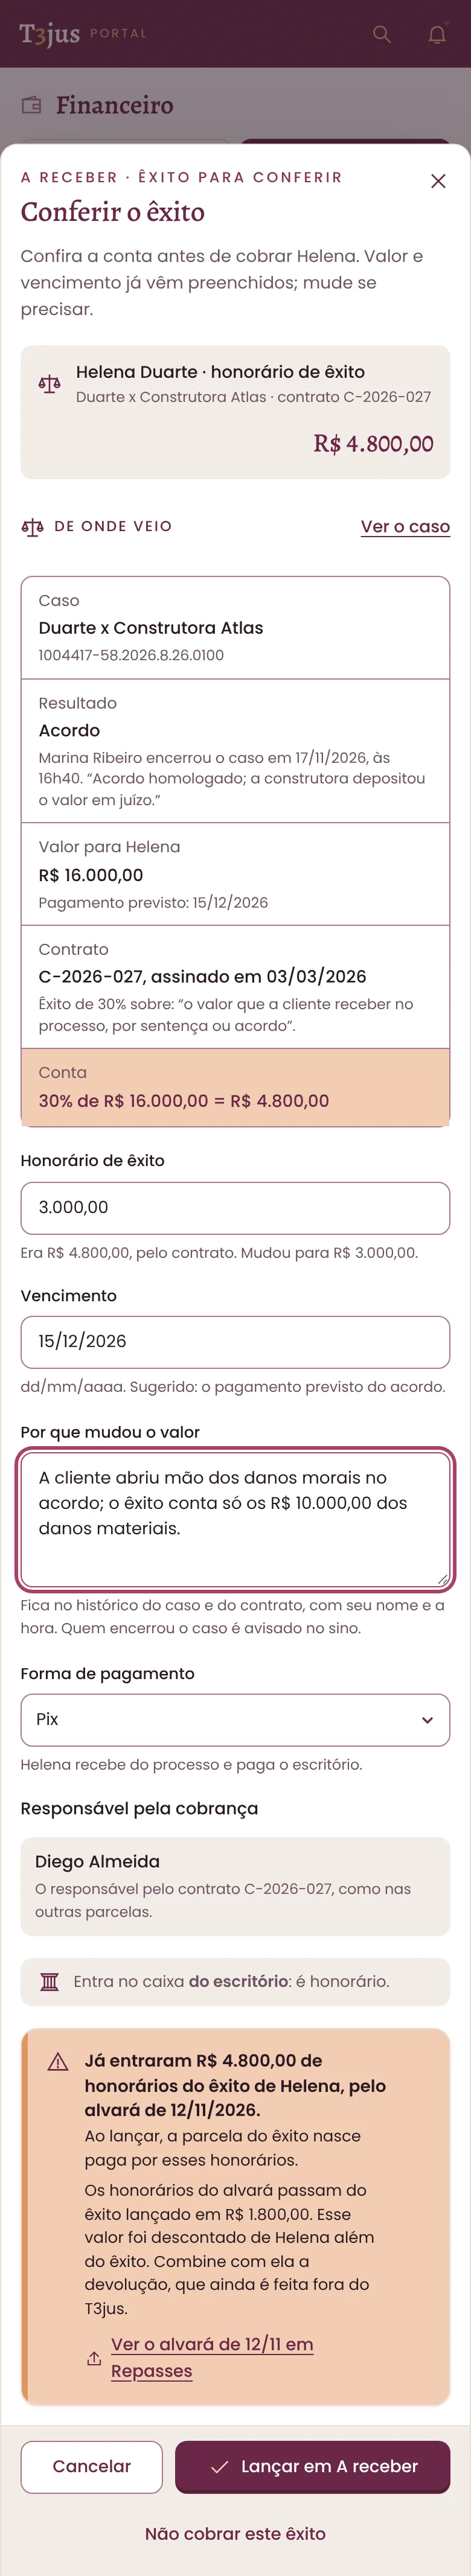 T3jus PORTAL
Financeiro
A RECEBER · ÊXITO PARA CONFERIR
Conferir o êxito
Confira a conta antes de cobrar Helena. Valor e
vencimento já vêm preenchidos; mude se
precisar.
Helena Duarte · honorário de êxito
Duarte x Construtora Atlas · contrato C-2026-027
R$ 4.800,00
DE ONDE VEIO
Ver o caso
Caso
Duarte x Construtora Atlas
1004417-58.2026.8.26.0100
Resultado
Acordo
Marina Ribeiro encerrou o caso em 17/11/2026, às
16h40. “Acordo homologado; a construtora depositou
o valor em juízo.”
Valor para Helena
R$ 16.000,00
Pagamento previsto: 15/12/2026
Contrato
C-2026-027, assinado em 03/03/2026
Êxito de 30% sobre: “o valor que a cliente receber no
processo, por sentença ou acordo”.
Conta
30% de R$ 16.000,00 = R$ 4.800,00
Honorário de êxito
3.000,00
Era R$ 4.800,00, pelo contrato. Mudou para R$ 3.000,00.
Vencimento
15/12/2026
dd/mm/aaaa. Sugerido: o pagamento previsto do acordo.
Por que mudou o valor
A cliente abriu mão dos danos morais no
acordo; o êxito conta só os R$ 10.000,00 dos
danos materiais.
Fica no histórico do caso e do contrato, com seu nome e a
hora. Quem encerrou o caso é avisado no sino.
Forma de pagamento
Pix
Helena recebe do processo e paga o escritório.
Responsável pela cobrança
Diego Almeida
O responsável pelo contrato C-2026-027, como nas
outras parcelas.
Entra no caixa do escritório: é honorário.
Já entraram R$ 4.800,00 de
honorários do êxito de Helena, pelo
alvará de 12/11/2026.
Ao lançar, a parcela do êxito nasce
paga por esses honorários.
Os honorários do alvará passam do
êxito lançado em R$ 1.800,00. Esse
valor foi descontado de Helena além
do êxito. Combine com ela a
devolução, que ainda é feita fora do
T3jus.
Ver o alvará de 12/11 em
Repasses
Cancelar
Lançar em A receber
Não cobrar este êxito